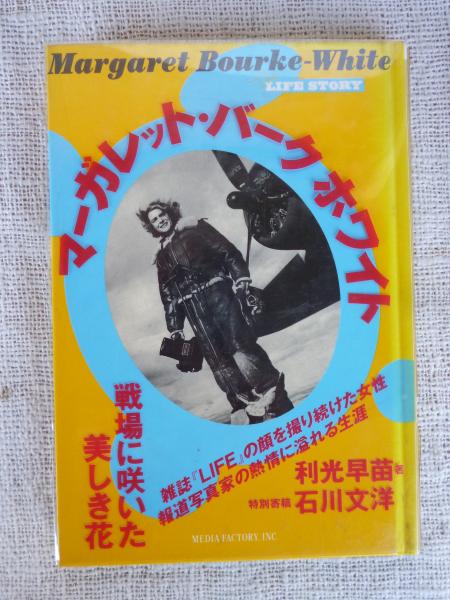 Margaret Bourke-White
LIFE STORY
マーガレット・バーク ホワイト
戦場に咲いた
美しき花
雑誌『LIFE』の顔を撮り続けた女性
報道写真家の熱情に溢れる生涯
利光早苗 著
特別寄稿 石川文洋
MEDIA FACTORY, INC